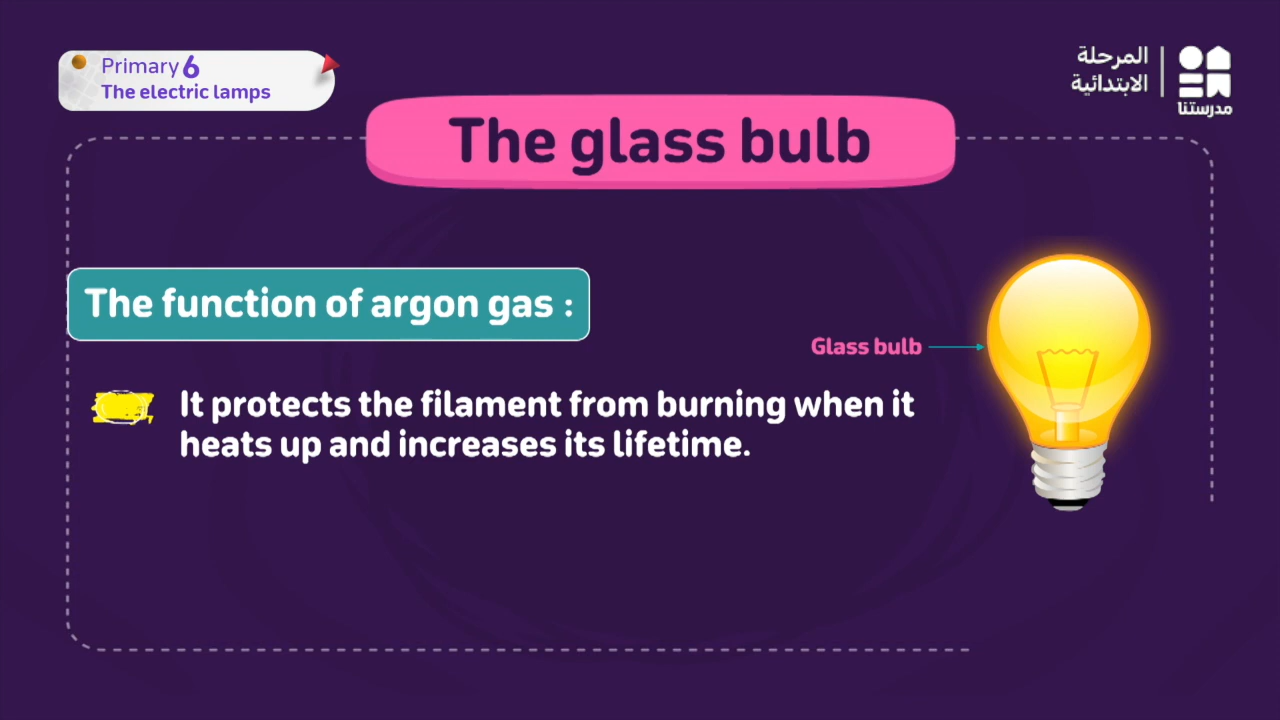 Primary 6
The electric lamps
المرحلة
الابتدائية
مدرستنا
The glass bulb
The function of argon gas :
Glass bulb
It protects the filament from burning when it
heats up and increases its lifetime.